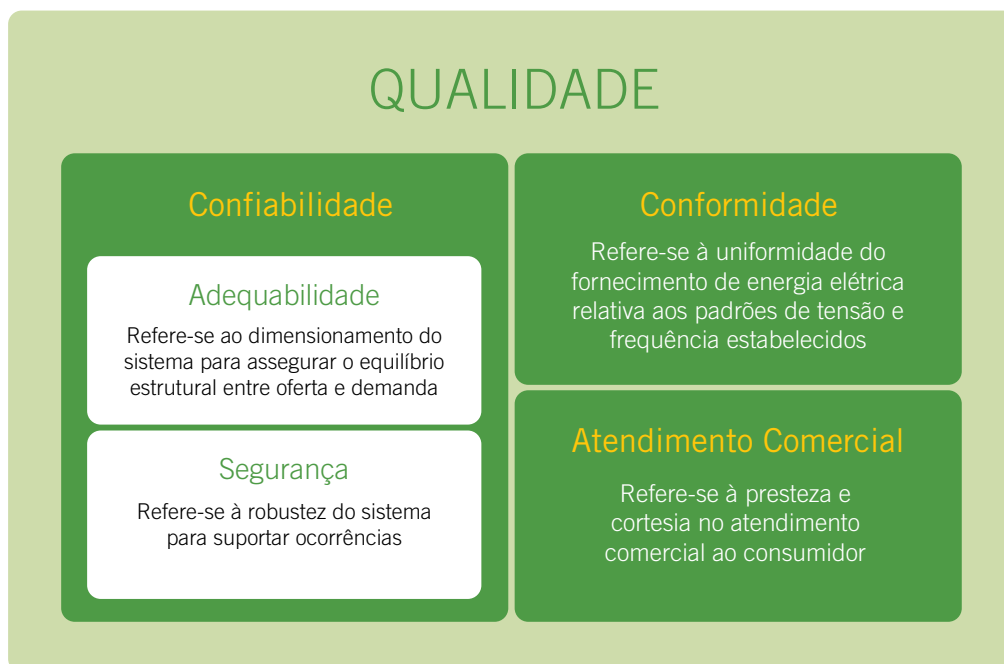 QUALIDADE
Confiabilidade
Adequabilidade
Refere-se ao dimensionamento do
sistema para assegurar o equilíbrio
estrutural entre oferta e demanda
Segurança
Refere-se à robustez do sistema
para suportar ocorrências
Conformidade
Refere-se à uniformidade do
fornecimento de energia elétrica
relativa aos padrões de tensão e
frequência estabelecidos
Atendimento Comercial
Refere-se à presteza e
cortesia no atendimento
comercial ao consumidor